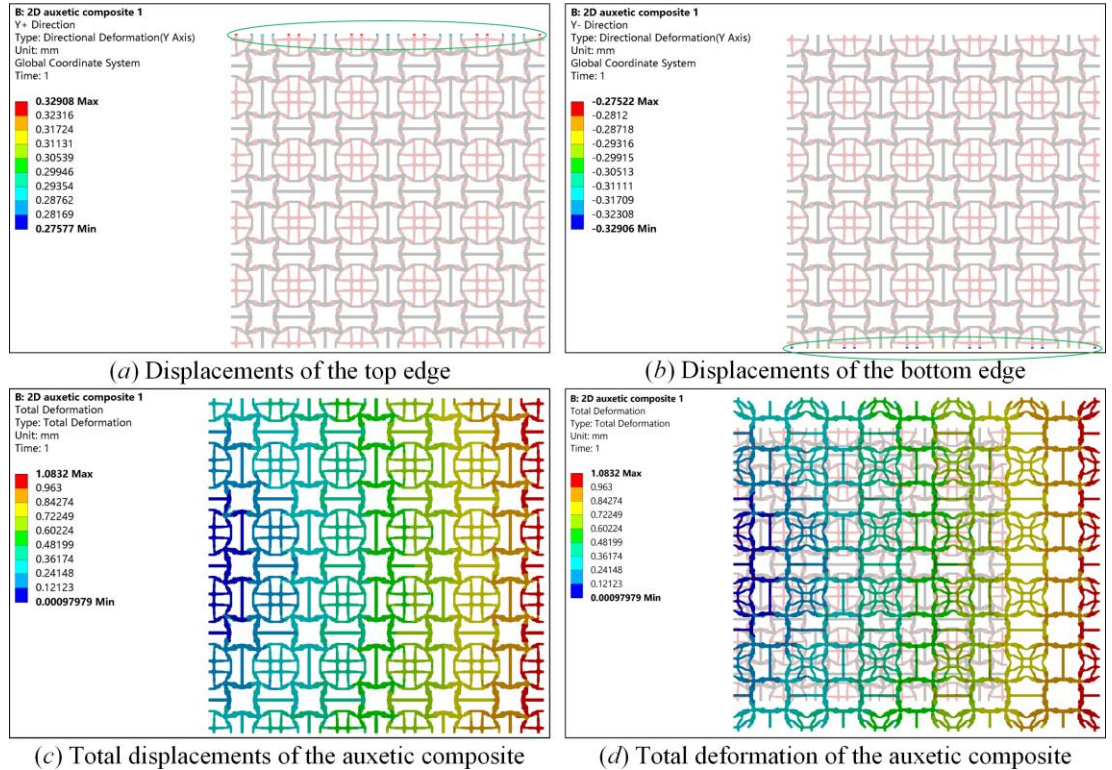 B: 2D auxetic composite 1
Y+ Direction
Type: Directional Deformation(Y Axis)
Unit: mm
Global Coordinate System
Time: 1
0.32908 Max
0.32316
0.31724
0.31131
0.30539
0.29946
0.29354
0.28762
0.28169
0.27577 Min
(a) Displacements of the top edge
B: 2D auxetic composite 1
Y- Direction
Type: Directional Deformation(Y Axis)
Unit: mm
Global Coordinate System
Time: 1
-0.27522 Max
-0.2812
-0.28718
-0.29316
-0.29915
-0.30513
-0.31111
-0.31709
-0.32308
-0.32906 Min
(b) Displacements of the bottom edge
B: 2D auxetic composite 1
Total Deformation
Type: Total Deformation
Unit: mm
Time: 1
1.0832 Max
0.963
0.84274
0.72249
0.60224
0.48199
0.36174
0.24148
0.12123
0.00097979 Min
(c) Total displacements of the auxetic composite
B: 2D auxetic composite 1
Total Deformation
Type: Total Deformation
Unit: mm
Time: 1
1.0832 Max
0.963
0.84274
0.72249
0.60224
0.48199
0.36174
0.24148
0.12123
0.00097979 Min
(d) Total deformation of the auxetic composite